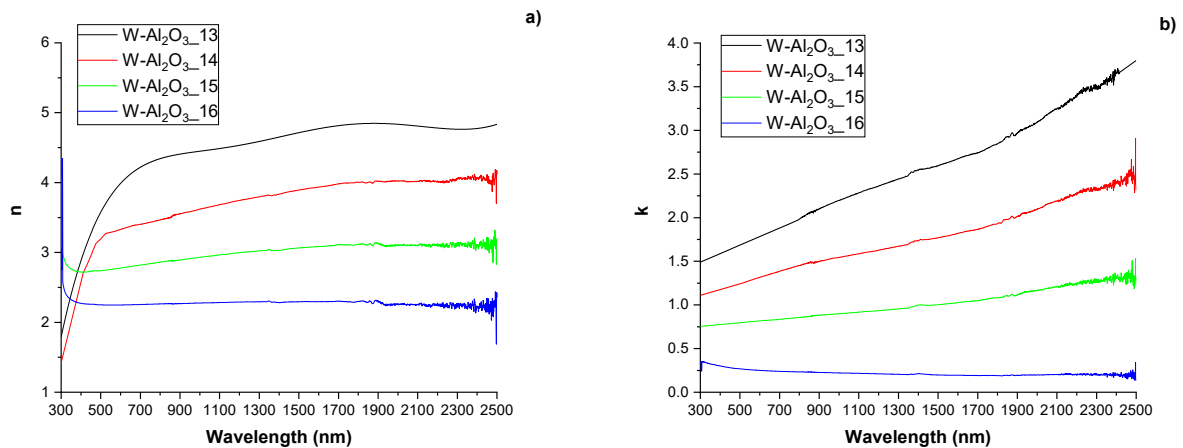 a)
W-Al₂O₃_13
W-Al₂O₃_14
W-Al₂O₃_15
W-Al₂O₃_16
6
5
4
3
2
1
n
300 500 700 900 1100 1300 1500 1700 1900 2100 2300 2500
Wavelength (nm)
b)
W-Al₂O₃_13
W-Al₂O₃_14
W-Al₂O₃_15
W-Al₂O₃_16
4.0
3.5
3.0
2.5
2.0
1.5
1.0
0.5
0.0
k
300 500 700 900 1100 1300 1500 1700 1900 2100 2300 2500
Wavelength (nm)